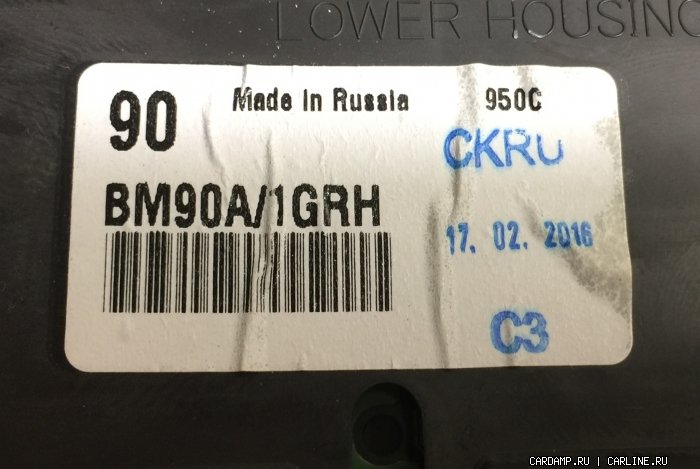 LOWER HOUSING
90 Made in Russia 950C
CKRU
BM90A/1GRH
17. 02. 2016
C3
CARDAMP.RU | CARLINE.RU